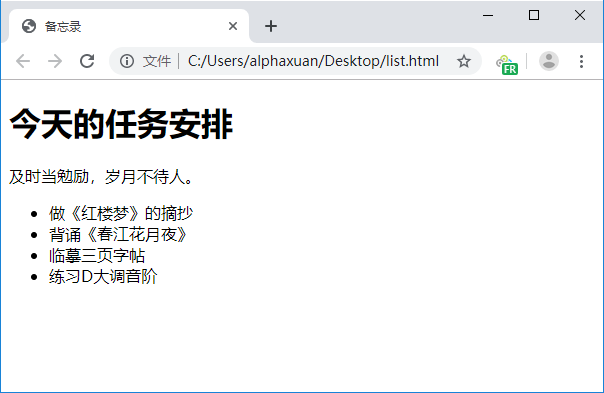 备忘录
文件 C:/Users/alphaxuan/Desktop/list.html
FR
今天的任务安排
及时当勉励，岁月不待人。
做《红楼梦》的摘抄
背诵《春江花月夜》
临摹三页字帖
练习D大调音阶